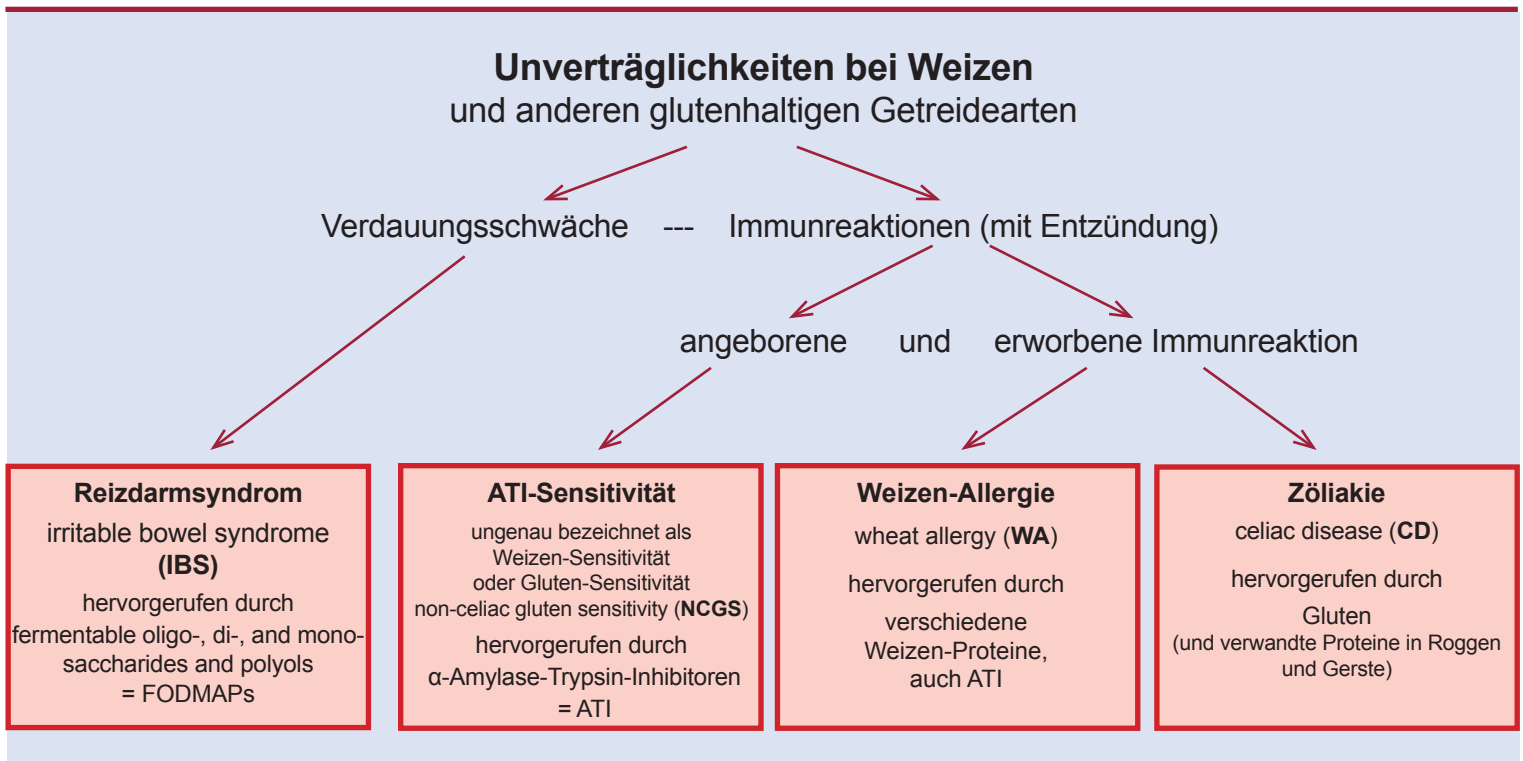 Unverträglichkeiten bei Weizen
und anderen glutenhaltigen Getreidearten
Verdauungsschwäche --- Immunreaktionen (mit Entzündung)
angeborene und erworbene Immunreaktion
Reizdarmsyndrom
irritable bowel syndrome
(IBS)
hervorgerufen durch
fermentable oligo-, di-, and mono-
saccharides and polyols
= FODMAPs
ATI-Sensitivität
ungenau bezeichnet als
Weizen-Sensitivität
oder Gluten-Sensitivität
non-celiac gluten sensitivity (NCGS)
hervorgerufen durch
α-Amylase-Trypsin-Inhibitoren
= ATI
Weizen-Allergie
wheat allergy (WA)
hervorgerufen durch
verschiedene
Weizen-Proteine,
auch ATI
Zöliakie
celiac disease (CD)
hervorgerufen durch
Gluten
(und verwandte Proteine in Roggen
und Gerste)